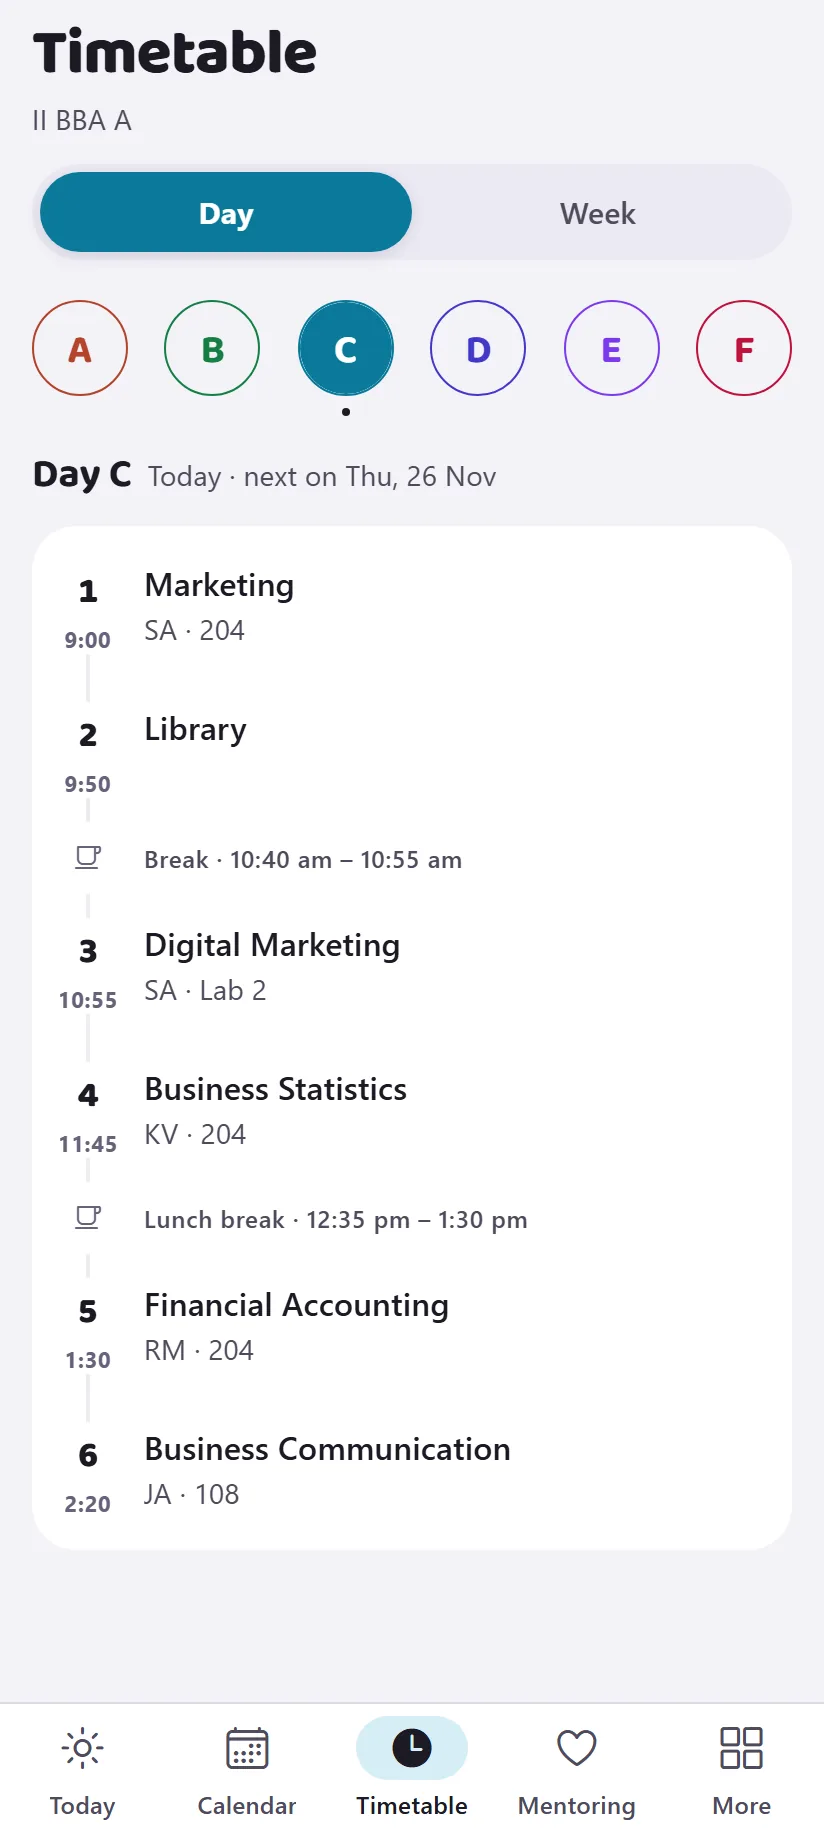 Timetable
II BBA A
Day Week
A B C D E F
Day C Today · next on Thu, 26 Nov
1 Marketing
SA · 204
9:00
2 Library
9:50
Break · 10:40 am – 10:55 am
3 Digital Marketing
SA · Lab 2
10:55
4 Business Statistics
KV · 204
11:45
Lunch break · 12:35 pm – 1:30 pm
5 Financial Accounting
RM · 204
1:30
6 Business Communication
JA · 108
2:20
Today Calendar Timetable Mentoring More